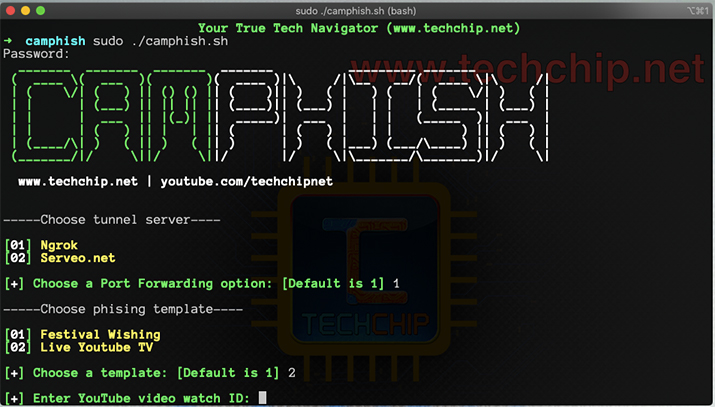 sudo ./camphish.sh (bash)
⌥⌘1
Your True Tech Navigator (www.techchip.net)
➜ camphish sudo ./camphish.sh
Password:
www.techchip.net
CAMPHISH
www.techchip.net | youtube.com/techchipnet
-----Choose tunnel server----
[01] Ngrok
[02] Serveo.net
[+] Choose a Port Forwarding option: [Default is 1] 1
-----Choose phising template----
TECHCHIP
[01] Festival Wishing
[02] Live Youtube TV
[+] Choose a template: [Default is 1] 2
[+] Enter YouTube video watch ID: